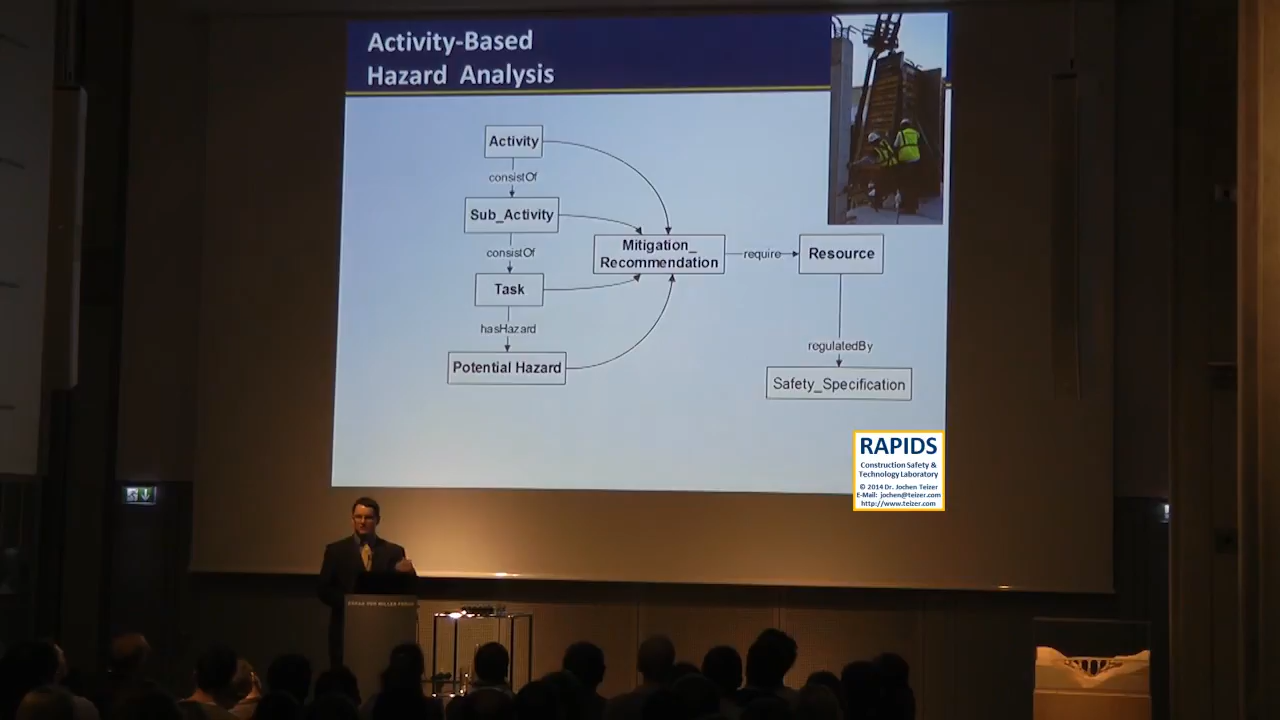 Activity-Based
Hazard Analysis
Activity
consistOf
Sub_Activity
consistOf
Task
hasHazard
Potential Hazard
Mitigation_
Recommendation
require
Resource
regulatedBy
Safety_Specification
RAPIDS
Construction Safety &
Technology Laboratory
© 2014 Dr. Jochen Teizer
E-Mail: jochen@teizer.com
http://www.teizer.com